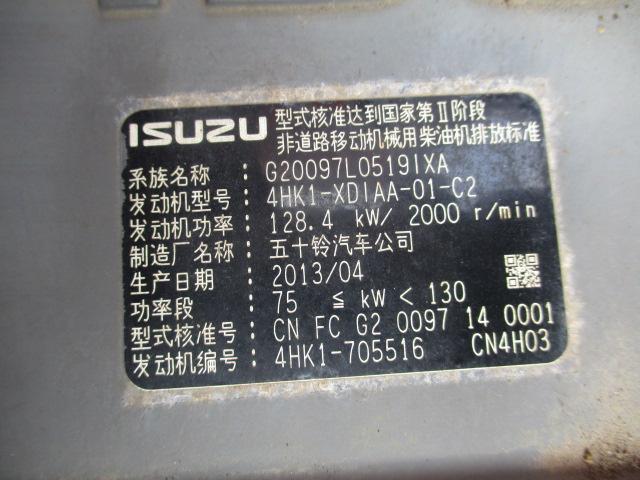 ISUZU 型式核准达到国家第Ⅱ阶段
非道路移动机械用柴油机排放标准
系族名称 : G20097L0519IXA
发动机型号 : 4HK1-XDIAA-01-C2
发动机功率 : 128.4 kW/ 2000 r/min
制造厂名称 : 五十铃汽车公司
生产日期 : 2013/04
功率段 : 75 ≦ kW < 130
型式核准号 : CN FC G2 0097 14 0001
发动机编号 : 4HK1-705516 CN4H03